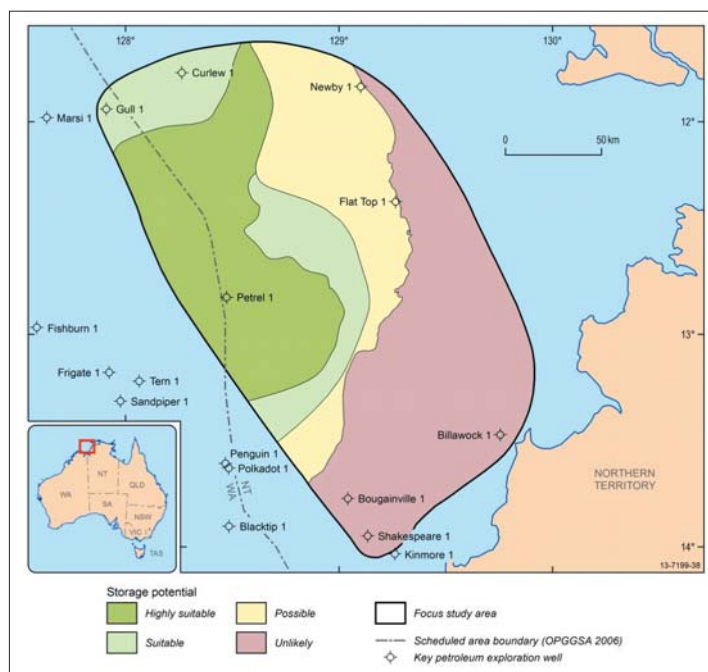 128°
129°
130°
Curlew 1
Newby 1
Gull 1
Marsi 1
12°
0
50 km
Flat Top 1
Petrel 1
Fishburn 1
13°
Frigate 1
Tern 1
Sandpiper 1
Billawock 1
Penguin 1
Polkadot 1
NT
WA
NORTHERN
TERRITORY
Bougainville 1
Blacktip 1
Shakespeare 1
Kinmore 1
14°
WA
NT
QLD
SA
NSW
VIC
TAS
13-7199-38
Storage potential
Highly suitable
Possible
Focus study area
Suitable
Unlikely
Scheduled area boundary (OPGGSA 2006)
Key petroleum exploration well